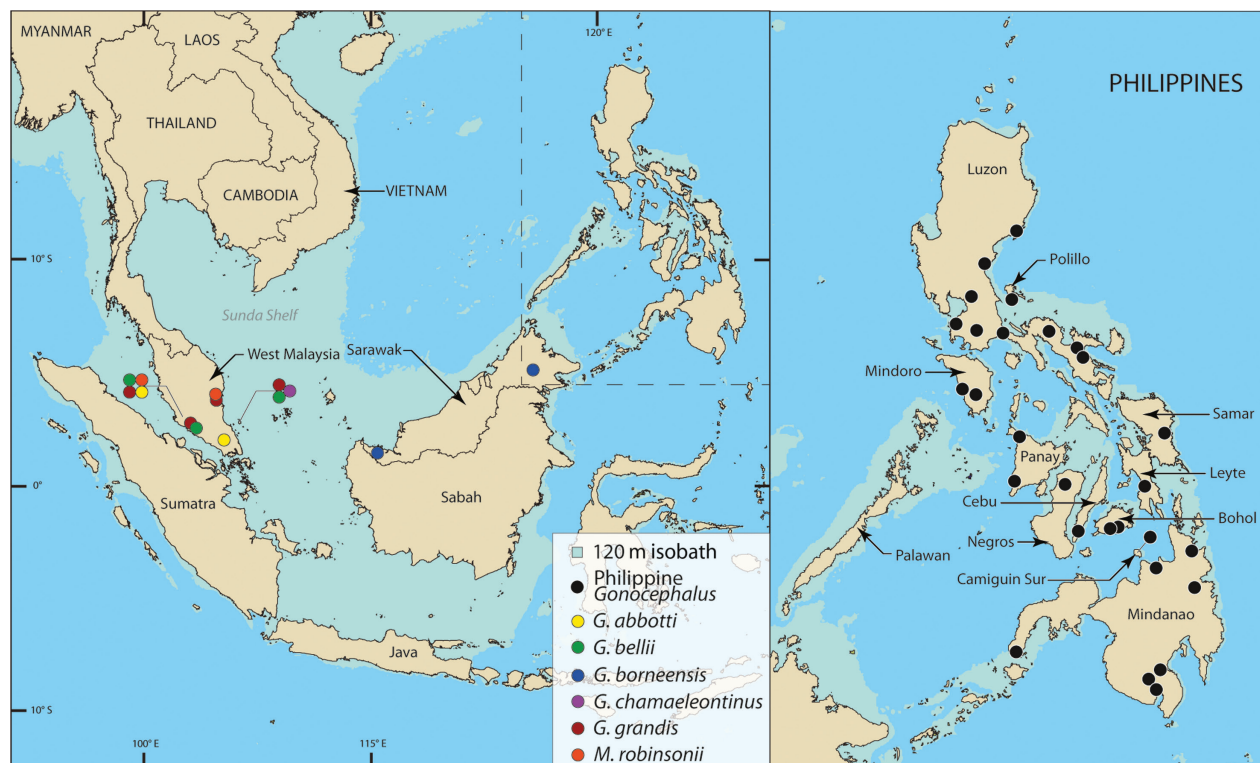 MYANMAR
LAOS
THAILAND
CAMBODIA
VIETNAM
Sunda Shelf
West Malaysia
Sarawak
Sumatra
Sabah
Java
120°E
10°S
0°
10°S
100°E
115°E
120 m isobath
Philippine
Gonocephalus
G. abbotti
G. bellii
G. borneensis
G. chamaeleontinus
G. grandis
M. robinsonii
PHILIPPINES
Luzon
Polillo
Mindoro
Samar
Panay
Leyte
Cebu
Bohol
Negros
Palawan
Camiguin Sur
Mindanao